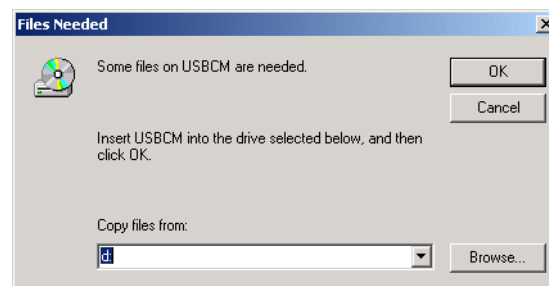 Files Needed
Some files on USBCM are needed.
OK
Cancel
Insert USBCM into the drive selected below, and then
click OK.
Copy files from:
d:
Browse...